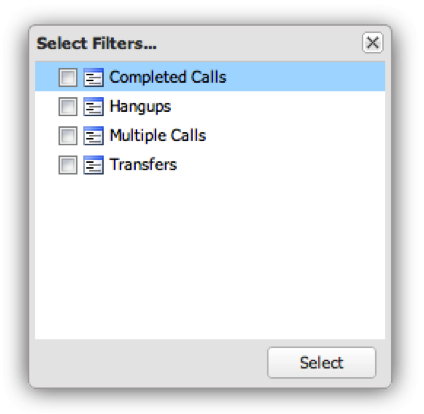 Select Filters...
Completed Calls
Hangups
Multiple Calls
Transfers
Select